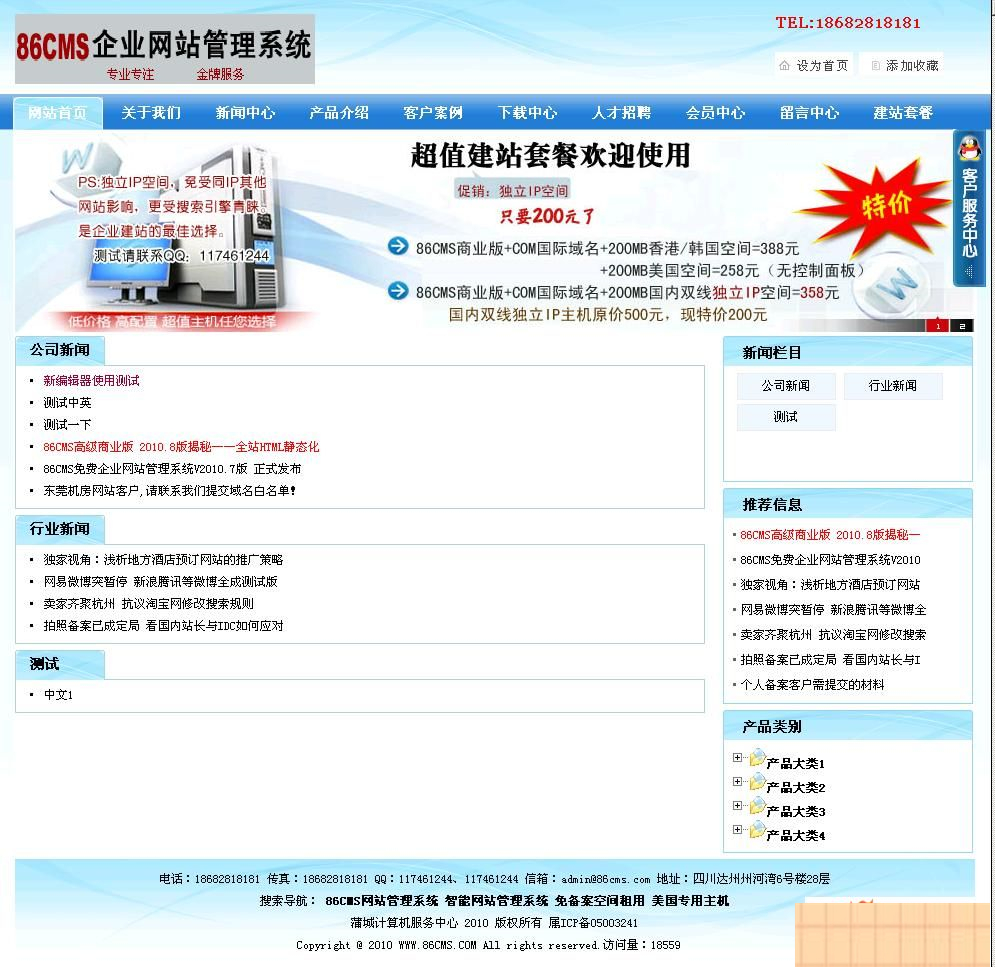 86CMS企业网站管理系统
专业专注 金牌服务
TEL:18682818181
设为首页 添加收藏
网站首页 关于我们 新闻中心 产品介绍 客户案例 下载中心 人才招聘 会员中心 留言中心 建站套餐
超值建站套餐欢迎使用
促销：独立IP空间
只要200元了
PS:独立IP空间，免受同IP其他
网站影响，更受搜索引擎青睐。
是企业建站的最佳选择。
测试请联系QQ：117461244
低价格 高配置 超值主机任您选择
特价
86CMS商业版+COM国际域名+200MB香港/韩国空间=388元
+200MB美国空间=258元（无控制面板）
86CMS商业版+COM国际域名+200MB国内双线独立IP空间=358元
国内双线独立IP主机原价500元，现特价200元
1 2
客户服务中心
公司新闻
新编辑器使用测试
测试中英
测试一下
86CMS高级商业版 2010.8版揭秘——全站HTML静态化
86CMS免费企业网站管理系统V2010.7版 正式发布
东莞机房网站客户,请联系我们提交域名白名单!
行业新闻
独家视角：浅析地方酒店预订网站的推广策略
网易微博突暂停 新浪腾讯等微博全成测试版
卖家齐聚杭州 抗议淘宝网修改搜索规则
拍照备案已成定局 看国内站长与IDC如何应对
测试
中文1
新闻栏目
公司新闻 行业新闻
测试
推荐信息
86CMS高级商业版 2010.8版揭秘—
86CMS免费企业网站管理系统V2010
独家视角：浅析地方酒店预订网站
网易微博突暂停 新浪腾讯等微博全
卖家齐聚杭州 抗议淘宝网修改搜索
拍照备案已成定局 看国内站长与I
个人备案客户需提交的材料
产品类别
产品大类1
产品大类2
产品大类3
产品大类4
电话：18682818181 传真：18682818181 QQ：117461244、117461244 信箱：admin@86cms.com 地址：四川达州州河湾6号楼28层
搜索导航： 86CMS网站管理系统 智能网站管理系统 免备案空间租用 美国专用主机
蒲城计算机服务中心 2010 版权所有 蜀ICP备05003241
Copyright @ 2010 WWW.86CMS.COM All rights reserved.访问量：18559